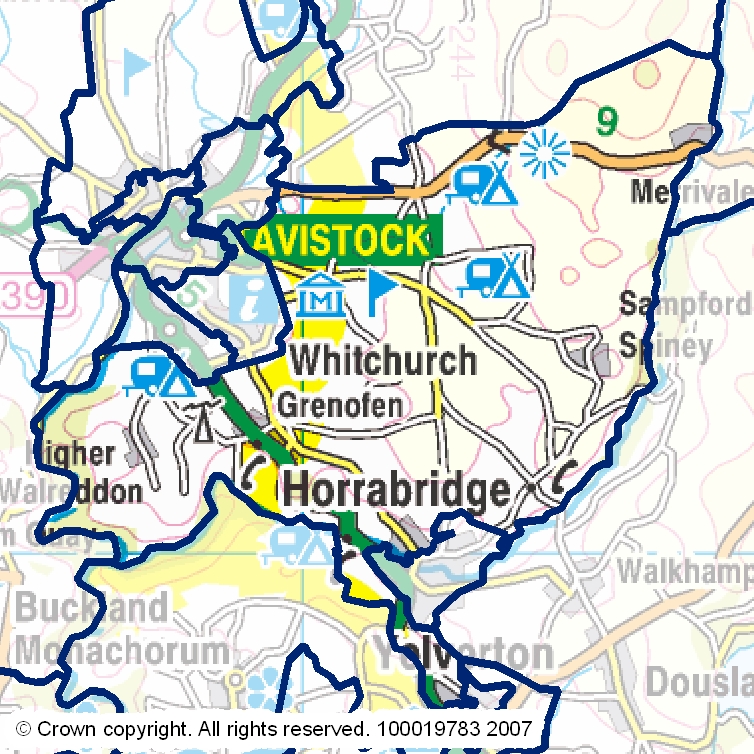 244
9
Merrivale
AVISTOCK
390
5
i
M
Sampford
Spiney
Whitchurch
Grenofen
Higher
Walreddon
Horrabridge
Walkhamp
Buckland
Monachorum
Yelverton
Dousla
© Crown copyright. All rights reserved. 100019783 2007